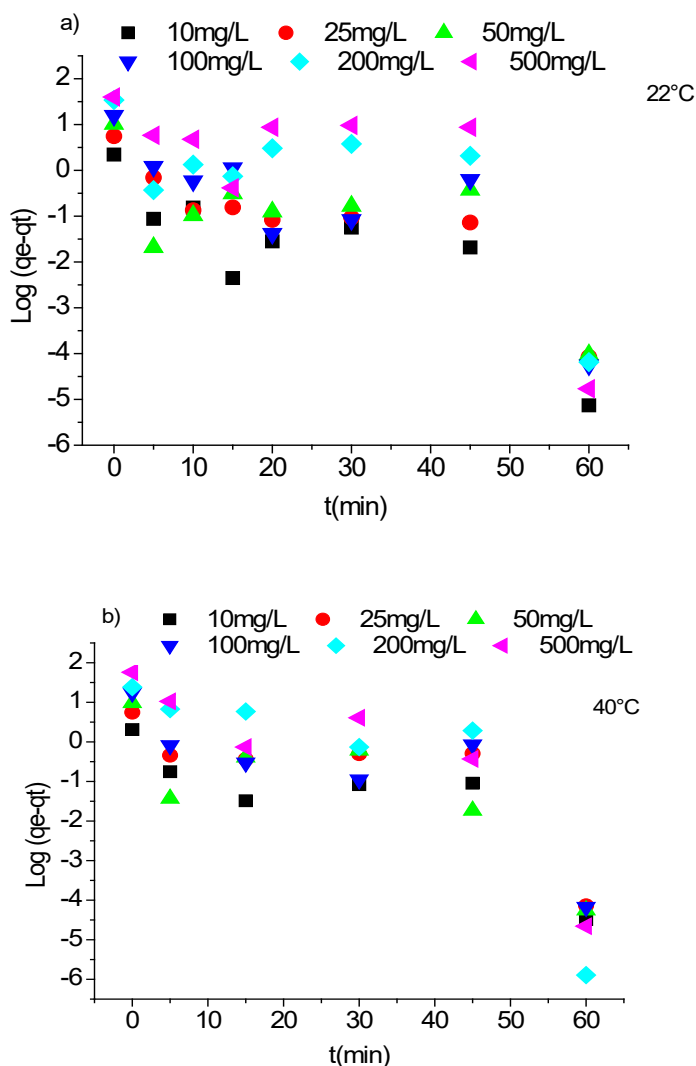 a)
10mg/L 25mg/L 50mg/L
100mg/L 200mg/L 500mg/L
22°C
2
1
0
-1
-2
-3
-4
-5
-6
Log (qe-qt)
0 10 20 30 40 50 60
t(min)
b)
10mg/L 25mg/L 50mg/L
100mg/L 200mg/L 500mg/L
40°C
2
1
0
-1
-2
-3
-4
-5
-6
Log (qe-qt)
0 10 20 30 40 50 60
t(min)